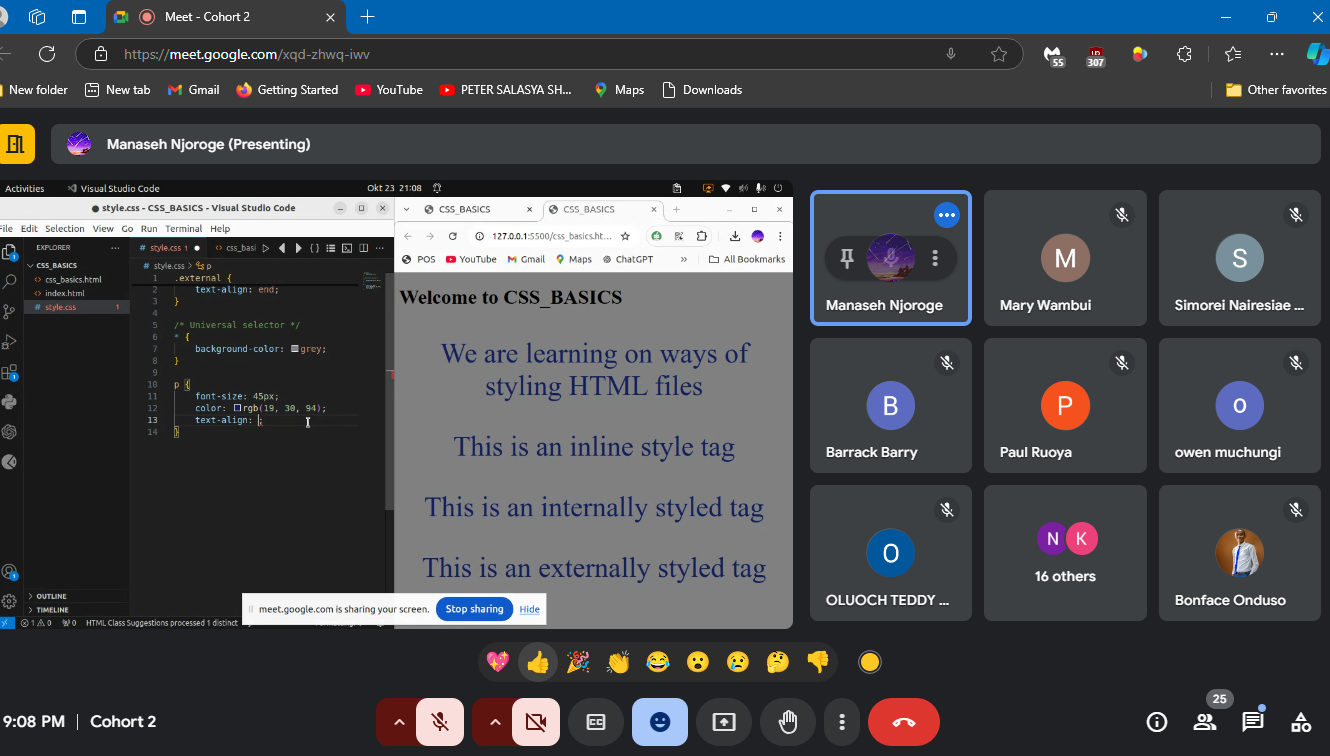 Meet - Cohort 2
https://meet.google.com/xqd-zhwq-iwv
55
307
New folder
New tab
Gmail
Getting Started
YouTube
PETER SALASYA SH...
Maps
Downloads
Other favorites
Manaseh Njoroge (Presenting)
Activities
Visual Studio Code
Okt 23 21:08
style.css - CSS_BASICS - Visual Studio Code
File Edit Selection View Go Run Terminal Help
EXPLORER
CSS_BASICS
css_basics.html
index.html
# style.css 1
OUTLINE
TIMELINE
# style.css 1
css_basi
# style.css > p
1 .external {
2 text-align: end;
3 }
4
5 /* Universal selector */
6 * {
7 background-color: grey;
8 }
9
10 p {
11 font-size: 45px;
12 color: rgb(19, 30, 94);
13 text-align: ;
14 }
1 0 0 HTML Class Suggestions processed 1 distinct
CSS_BASICS
CSS_BASICS
127.0.0.1:5500/css_basics.ht...
POS
YouTube
Gmail
Maps
ChatGPT
All Bookmarks
Welcome to CSS_BASICS
We are learning on ways of
styling HTML files
This is an inline style tag
This is an internally styled tag
This is an externally styled tag
meet.google.com is sharing your screen.
Stop sharing
Hide
Manaseh Njoroge
M
Mary Wambui
S
Simorei Nairesiae ...
B
Barrack Barry
P
Paul Ruoya
o
owen muchungi
O
OLUOCH TEDDY ...
N K
16 others
Bonface Onduso
9:08 PM | Cohort 2
25